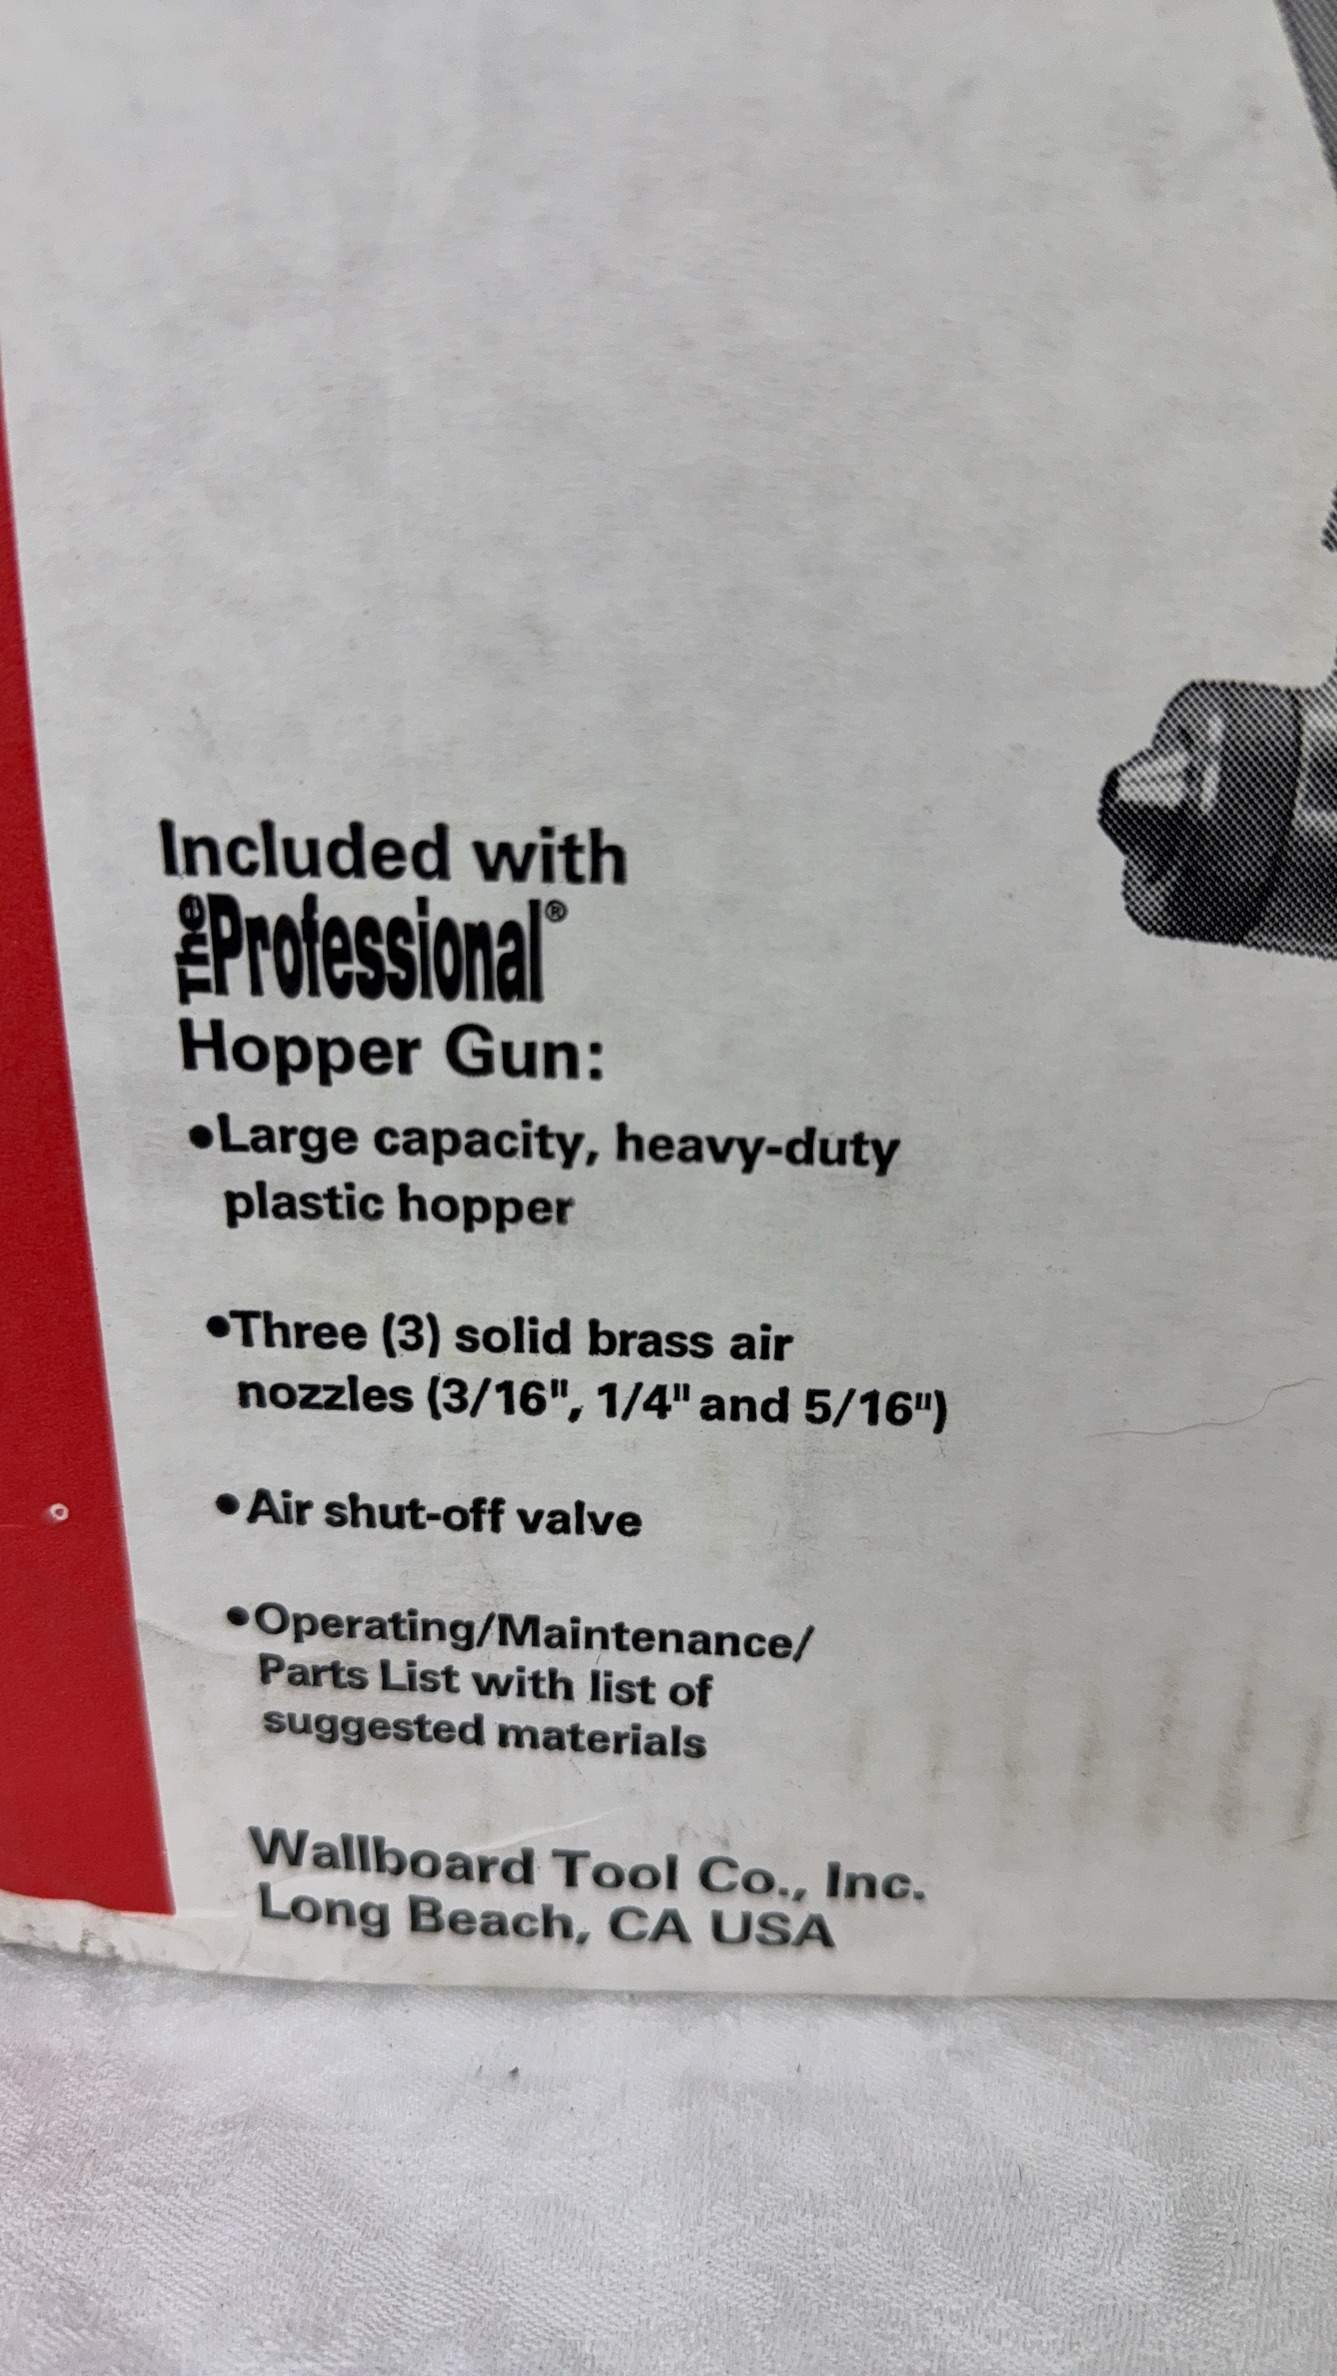 Included with
The Professional®
Hopper Gun:
•Large capacity, heavy-duty
plastic hopper
•Three (3) solid brass air
nozzles (3/16", 1/4" and 5/16")
•Air shut-off valve
•Operating/Maintenance/
Parts List with list of
suggested materials
Wallboard Tool Co., Inc.
Long Beach, CA USA